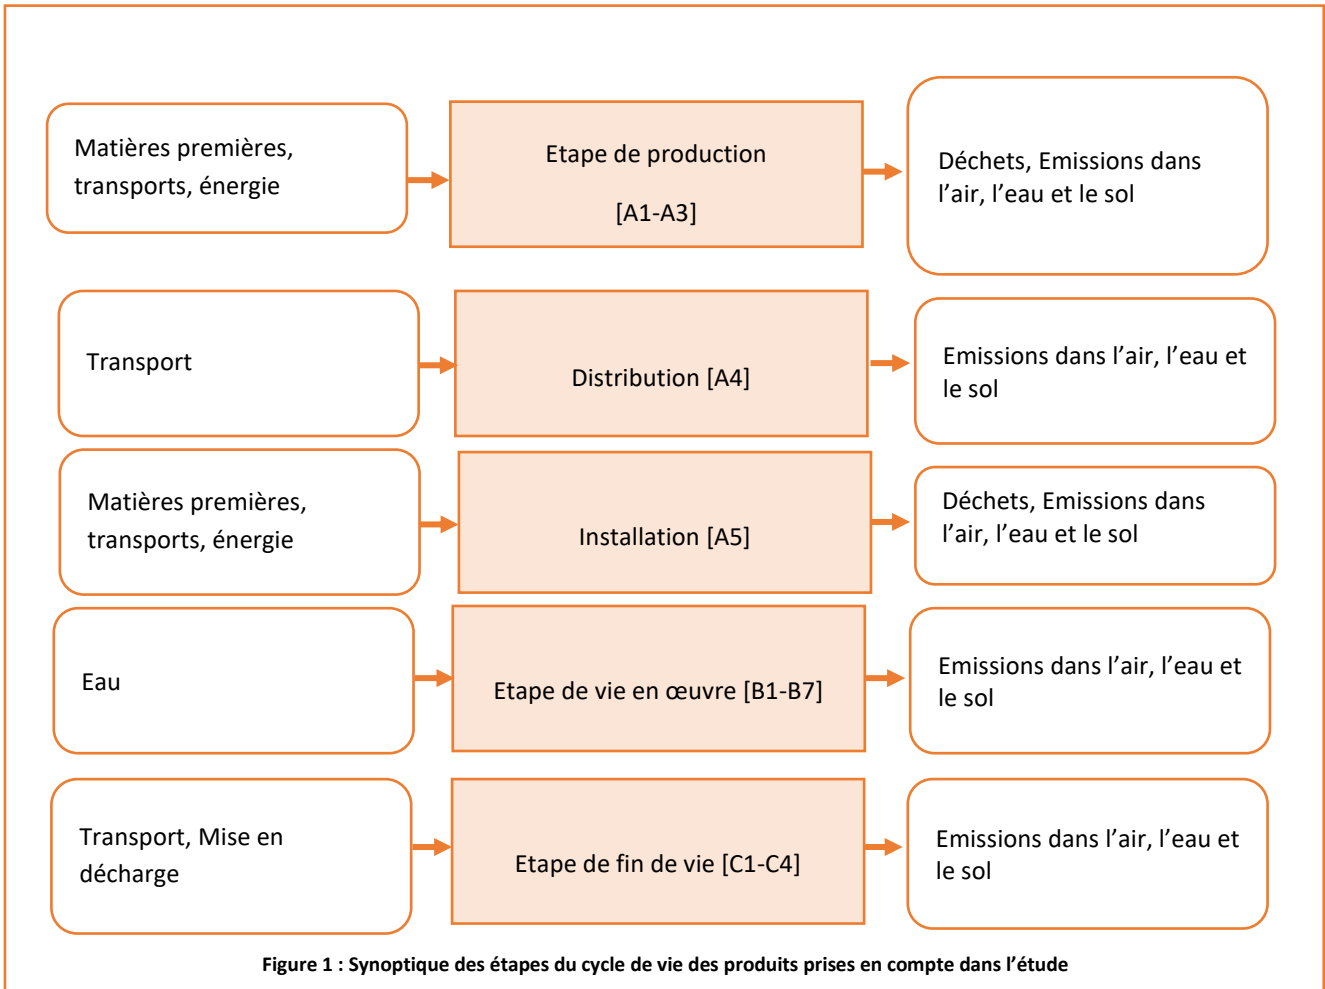 Matières premières,
transports, énergie
Etape de production
[A1-A3]
Déchets, Emissions dans
l’air, l’eau et le sol
Transport
Distribution [A4]
Emissions dans l’air, l’eau et
le sol
Matières premières,
transports, énergie
Installation [A5]
Déchets, Emissions dans
l’air, l’eau et le sol
Eau
Etape de vie en œuvre [B1-B7]
Emissions dans l’air, l’eau et
le sol
Transport, Mise en
décharge
Etape de fin de vie [C1-C4]
Emissions dans l’air, l’eau et
le sol
Figure 1 : Synoptique des étapes du cycle de vie des produits prises en compte dans l’étude